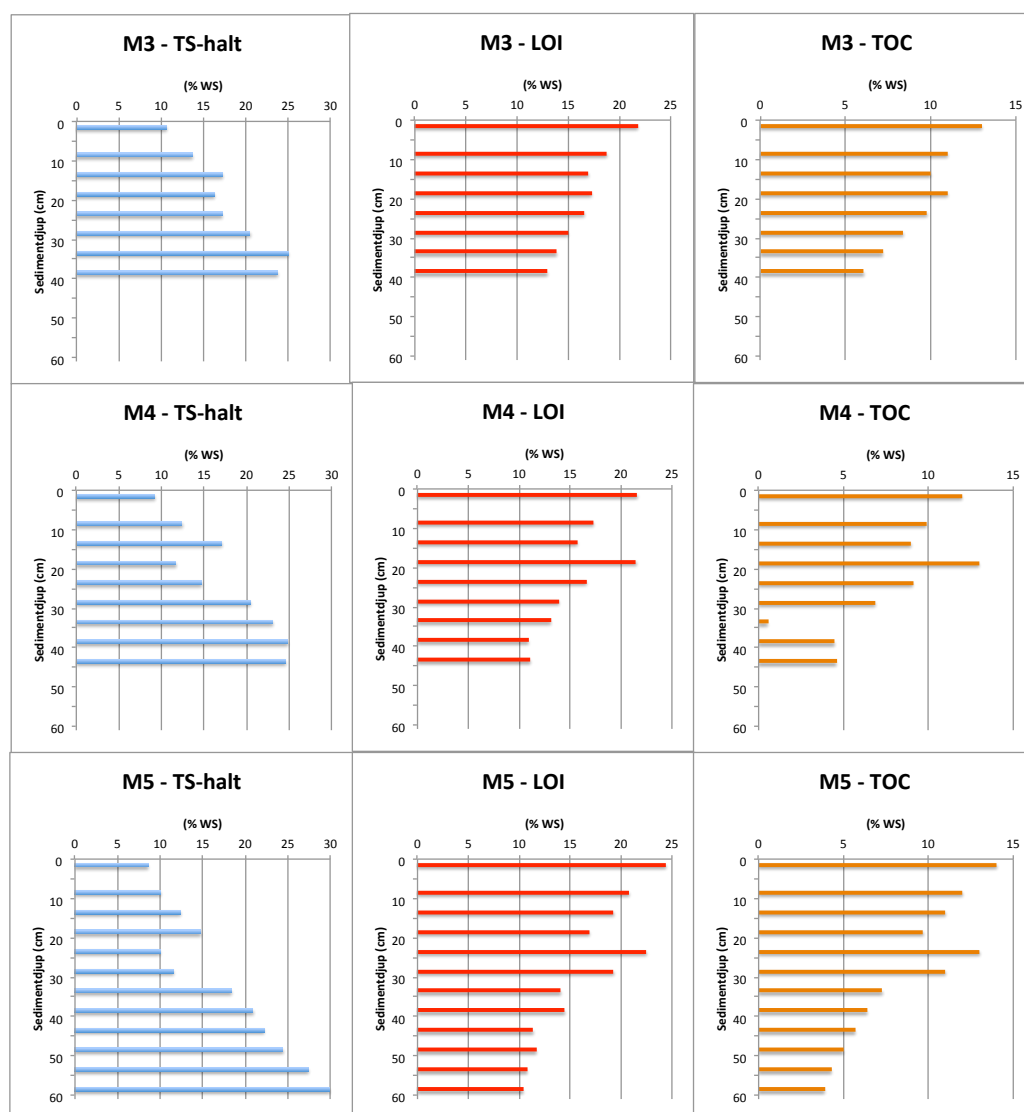 M3 - TS-halt
(% WS)
0 5 10 15 20 25 30
0
10
20
30
40
50
60
Sedimentdjup (cm)
M3 - LOI
(% WS)
0 5 10 15 20 25
0
10
20
30
40
50
60
Sedimentdjup (cm)
M3 - TOC
(% WS)
0 5 10 15
0
10
20
30
40
50
60
Sedimentdjup (cm)
M4 - TS-halt
(% WS)
0 5 10 15 20 25 30
0
10
20
30
40
50
60
Sedimentdjup (cm)
M4 - LOI
(% WS)
0 5 10 15 20 25
0
10
20
30
40
50
60
Sedimentdjup (cm)
M4 - TOC
(% WS)
0 5 10 15
0
10
20
30
40
50
60
Sedimentdjup (cm)
M5 - TS-halt
(% WS)
0 5 10 15 20 25 30
0
10
20
30
40
50
60
Sedimentdjup (cm)
M5 - LOI
(% WS)
0 5 10 15 20 25
0
10
20
30
40
50
60
Sedimentdjup (cm)
M5 - TOC
(% WS)
0 5 10 15
0
10
20
30
40
50
60
Sedimentdjup (cm)